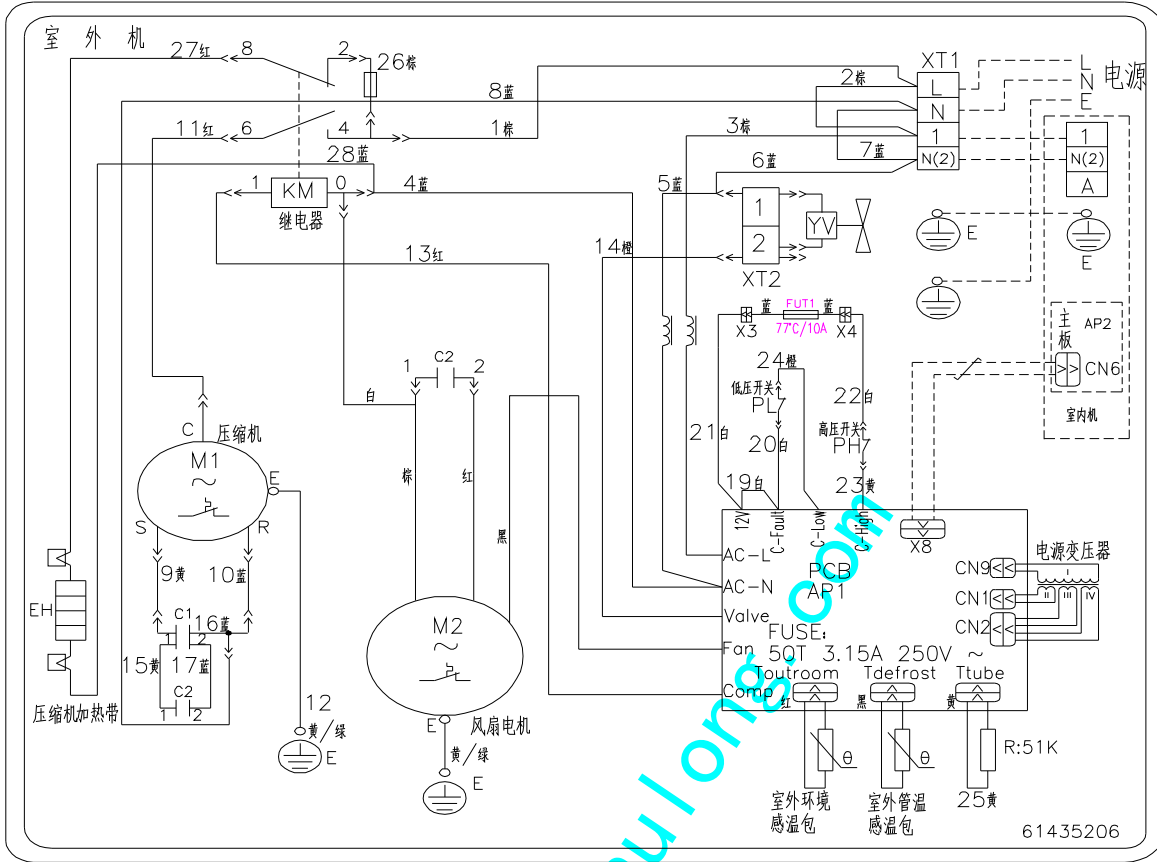 室 外 机
27红 8 2 26棕 XT1 L 电源
2棕 L N
8蓝 N E
11红 6 4 1棕 3棕 1 1
28蓝 6蓝 7蓝 N(2) N(2)
1 KM 0 4蓝 5蓝 1 YV A
继电器 14橙 2 E E
13红 XT2
蓝 FUT1 蓝 主板 AP2
X3 77℃/10A X4
1 C2 2 24橙 CN6
白 低压开关 22白 室内机
PL 高压开关
C 压缩机 21白 20白 PH
M1 棕 红 19白 23黄
~ E 12V C-Fault C-Low C-High
S R 黑 X8
AC-L 电源变压器
9黄 10蓝 PCB CN9 I
EH AC-N AP1 CN1 II III IV
C1 M2 Valve CN2
1 2 16蓝 ~ FUSE:
15黄 17蓝 Fan 50T 3.15A 250V ~
C2 Toutroom Tdefrost Ttube
1 2 Comp 红 黑 黄
压缩机加热带 12 E 风扇电机
黄/绿 黄/绿 θ θ R:51K
E E
室外环境感温包 室外管温感温包 25黄
61435206
ulong.com